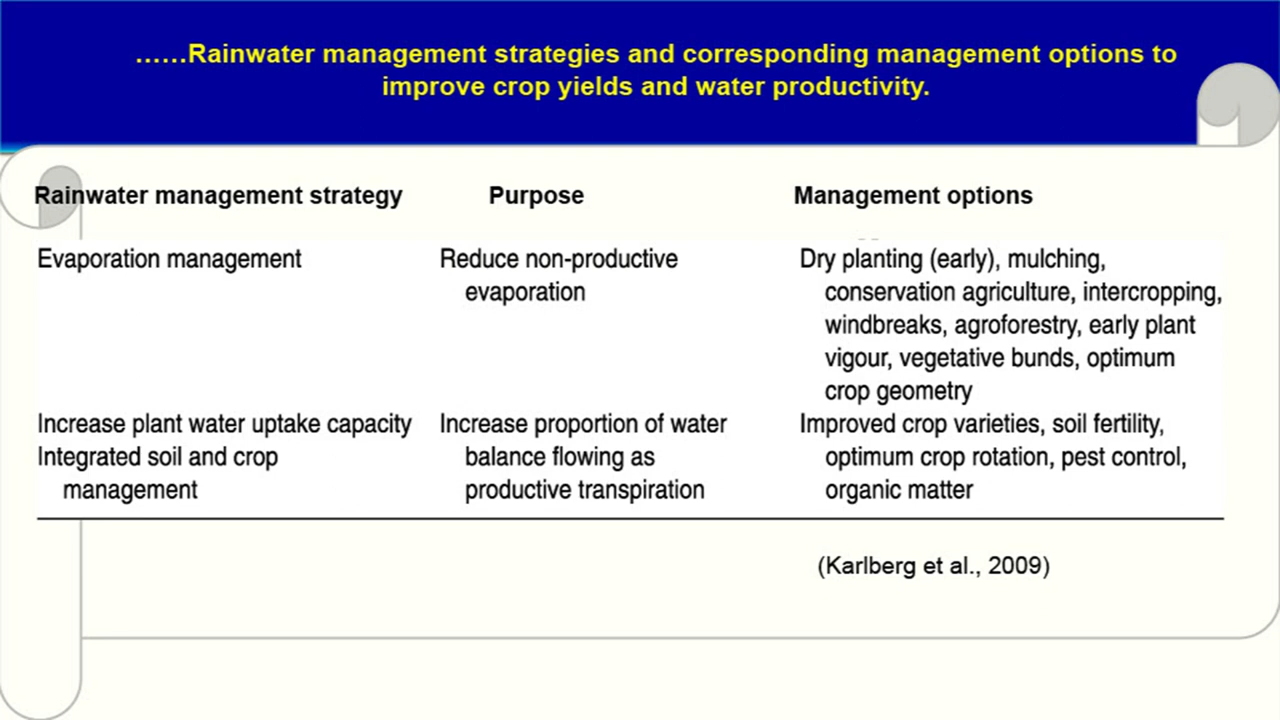 ......Rainwater management strategies and corresponding management options to
improve crop yields and water productivity.
Rainwater management strategy Purpose Management options
Evaporation management Reduce non-productive Dry planting (early), mulching,
evaporation conservation agriculture, intercropping,
windbreaks, agroforestry, early plant
vigour, vegetative bunds, optimum
crop geometry
Increase plant water uptake capacity Increase proportion of water Improved crop varieties, soil fertility,
Integrated soil and crop balance flowing as optimum crop rotation, pest control,
management productive transpiration organic matter
(Karlberg et al., 2009)